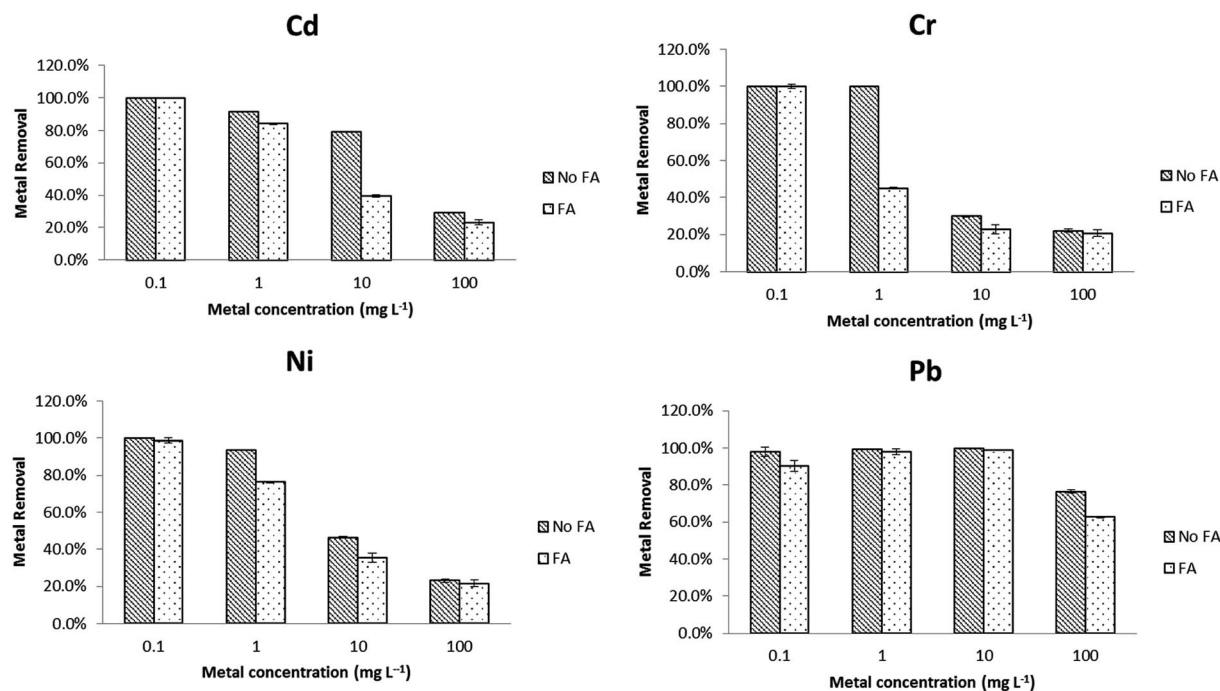 Cd
120.0%
100.0%
80.0%
60.0%
40.0%
20.0%
0.0%
Metal Removal
0.1 1 10 100
Metal concentration (mg L⁻¹)
No FA
FA
Cr
120.0%
100.0%
80.0%
60.0%
40.0%
20.0%
0.0%
Metal Removal
0.1 1 10 100
Metal concentration (mg L⁻¹)
No FA
FA
Ni
120.0%
100.0%
80.0%
60.0%
40.0%
20.0%
0.0%
Metal Removal
0.1 1 10 100
Metal concentration (mg L⁻¹)
No FA
FA
Pb
120.0%
100.0%
80.0%
60.0%
40.0%
20.0%
0.0%
Metal Removal
0.1 1 10 100
Metal concentration (mg L⁻¹)
No FA
FA